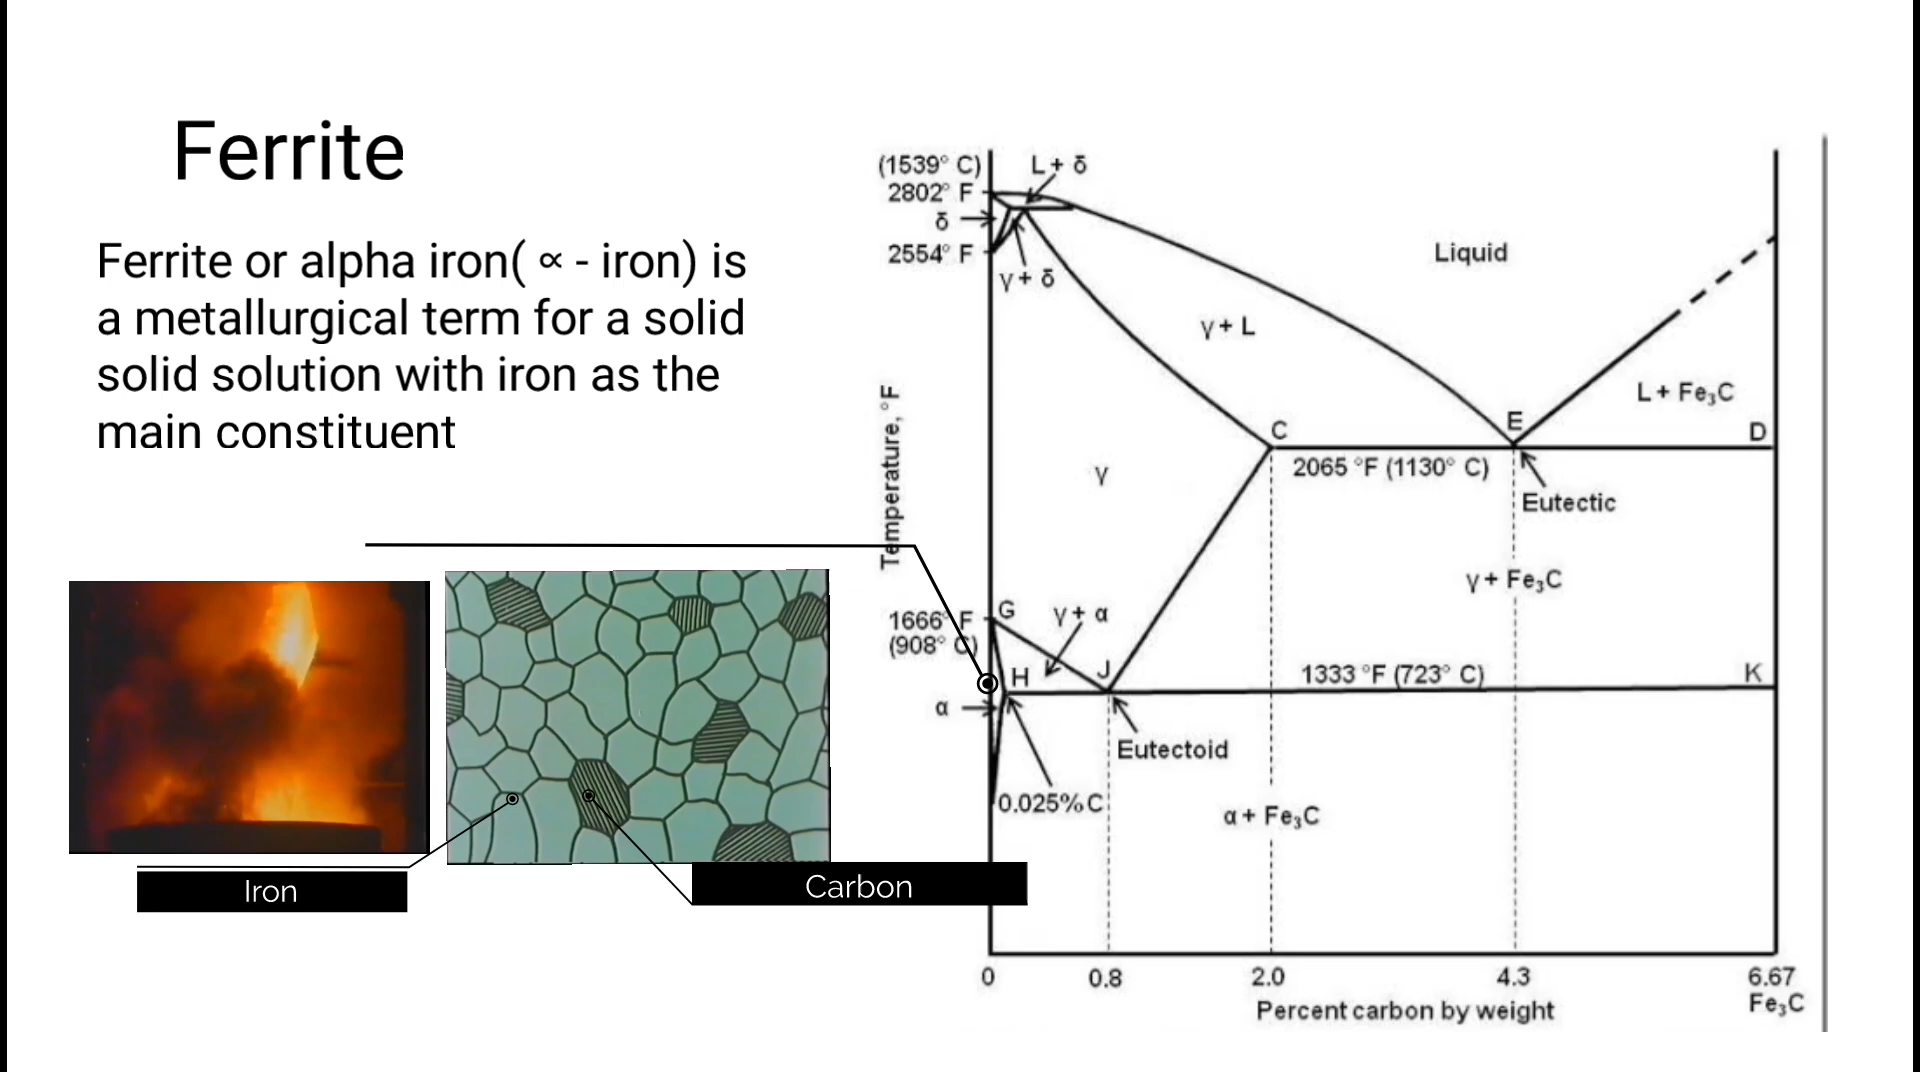 Ferrite
Ferrite or alpha iron( ∝ - iron) is
a metallurgical term for a solid
solid solution with iron as the
main constituent
Iron
Carbon
(1539° C)
2802° F
L + δ
δ
2554° F
γ + δ
Liquid
γ + L
L + Fe₃C
Temperature, °F
C
E
D
2065 °F (1130° C)
γ
Eutectic
γ + Fe₃C
1666° F
(908° C)
G
γ + α
H
J
1333 °F (723° C)
K
α
Eutectoid
0.025%C
α + Fe₃C
0
0.8
2.0
4.3
6.67
Fe₃C
Percent carbon by weight